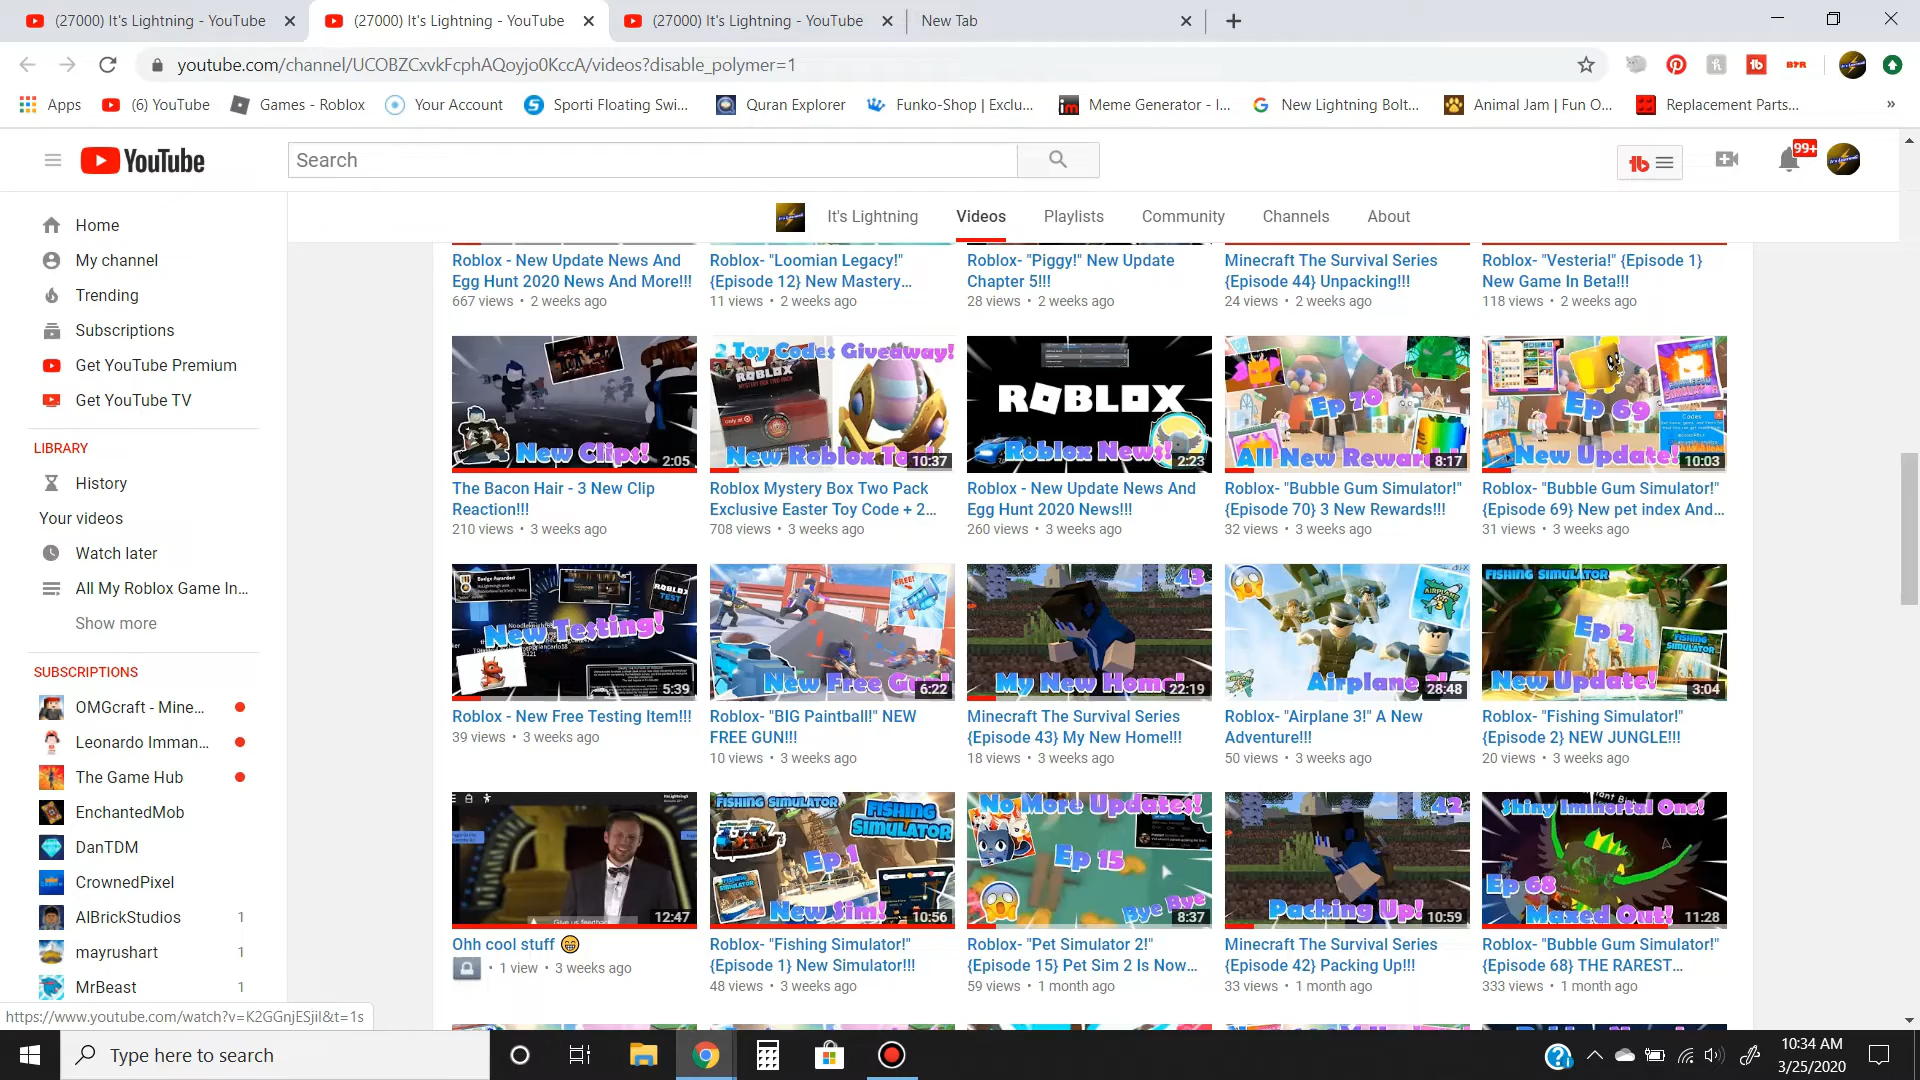 (27000) It's Lightning - YouTube
(27000) It's Lightning - YouTube
(27000) It's Lightning - YouTube
New Tab
youtube.com/channel/UCOBZCxvkFcphAQoyjo0KccA/videos?disable_polymer=1
Apps
(6) YouTube
Games - Roblox
Your Account
Sporti Floating Swi...
Quran Explorer
Funko-Shop | Exclu...
Meme Generator - I...
New Lightning Bolt...
Animal Jam | Fun O...
Replacement Parts...
»
YouTube
Search
99+
It's Lightning
Videos
Playlists
Community
Channels
About
Home
My channel
Trending
Subscriptions
Get YouTube Premium
Get YouTube TV
LIBRARY
History
Your videos
Watch later
All My Roblox Game In...
Show more
SUBSCRIPTIONS
OMGcraft - Mine...
Leonardo Imman...
The Game Hub
EnchantedMob
DanTDM
CrownedPixel
AlBrickStudios 1
mayrushart 1
MrBeast 1
Roblox - New Update News And
Egg Hunt 2020 News And More!!!
667 views • 2 weeks ago
Roblox- "Loomian Legacy!"
{Episode 12} New Mastery...
11 views • 2 weeks ago
Roblox- "Piggy!" New Update
Chapter 5!!!
28 views • 2 weeks ago
Minecraft The Survival Series
{Episode 44} Unpacking!!!
24 views • 2 weeks ago
Roblox- "Vesteria!" {Episode 1}
New Game In Beta!!!
118 views • 2 weeks ago
New Clips!
2:05
The Bacon Hair - 3 New Clip
Reaction!!!
210 views • 3 weeks ago
2 Toy Codes Giveaway!
ROBLOX
10:37
Roblox Mystery Box Two Pack
Exclusive Easter Toy Code + 2...
708 views • 3 weeks ago
ROBLOX
Roblox News!
2:23
Roblox - New Update News And
Egg Hunt 2020 News!!!
260 views • 3 weeks ago
Ep 70
8:17
Roblox- "Bubble Gum Simulator!"
{Episode 70} 3 New Rewards!!!
32 views • 3 weeks ago
Ep 69
Codes
New Update!
10:03
Roblox- "Bubble Gum Simulator!"
{Episode 69} New pet index And...
31 views • 3 weeks ago
Badge Awarded
ROBLOX
TEST
New Testing!
5:39
Roblox - New Free Testing Item!!!
39 views • 3 weeks ago
FREE!
6:22
Roblox- "BIG Paintball!" NEW
FREE GUN!!!
10 views • 3 weeks ago
43
My New Home!
22:19
Minecraft The Survival Series
{Episode 43} My New Home!!!
18 views • 3 weeks ago
28:48
Roblox- "Airplane 3!" A New
Adventure!!!
50 views • 3 weeks ago
FISHING SIMULATOR
Ep 2
FISHING
SIMULATOR
New Update!
3:04
Roblox- "Fishing Simulator!"
{Episode 2} NEW JUNGLE!!!
20 views • 3 weeks ago
Give us feedback
12:47
Ohh cool stuff 😁
• 1 view • 3 weeks ago
FISHING SIMULATOR
FISHING
SIMULATOR
Ep 1
New Sim!
10:56
Roblox- "Fishing Simulator!"
{Episode 1} New Simulator!!!
48 views • 3 weeks ago
No More Updates!
Ep 15
Bye Bye
8:37
Roblox- "Pet Simulator 2!"
{Episode 15} Pet Sim 2 Is Now...
59 views • 1 month ago
42
Packing Up!
10:59
Minecraft The Survival Series
{Episode 42} Packing Up!!!
33 views • 1 month ago
Shiny Immortal One!
Ep 68
Maxed Out!
11:28
Roblox- "Bubble Gum Simulator!"
{Episode 68} THE RAREST...
333 views • 1 month ago
https://www.youtube.com/watch?v=K2GGnjESjiI&t=1s
Type here to search
10:34 AM
3/25/2020